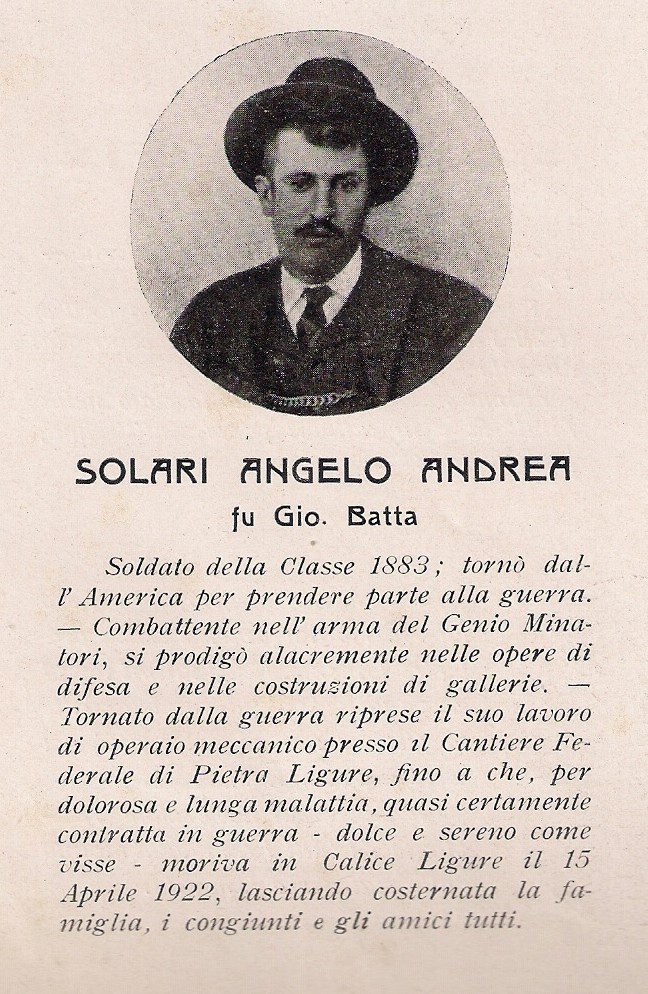 SOLARI ANGELO ANDREA
fu Gio. Batta
Soldato della Classe 1883; tornò dal-
l' America per prendere parte alla guerra.
— Combattente nell' arma del Genio Mina-
tori, si prodigò alacremente nelle opere di
difesa e nelle costruzioni di gallerie. —
Tornato dalla guerra riprese il suo lavoro
di operaio meccanico presso il Cantiere Fe-
derale di Pietra Ligure, fino a che, per
dolorosa e lunga malattia, quasi certamente
contratta in guerra - dolce e sereno come
visse - moriva in Calice Ligure il 15
Aprile 1922, lasciando costernata la fa-
miglia, i congiunti e gli amici tutti.